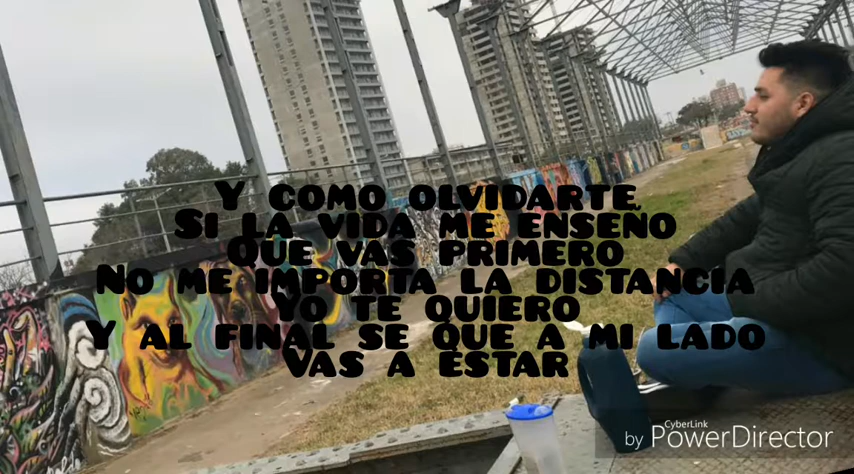 Y como olvidarte,
Si la vida me enseño
Que vas primero
No me importa la distancia
Yo te quiero
Y al final se que a mi lado
Vas a estar
CyberLink
by PowerDirector